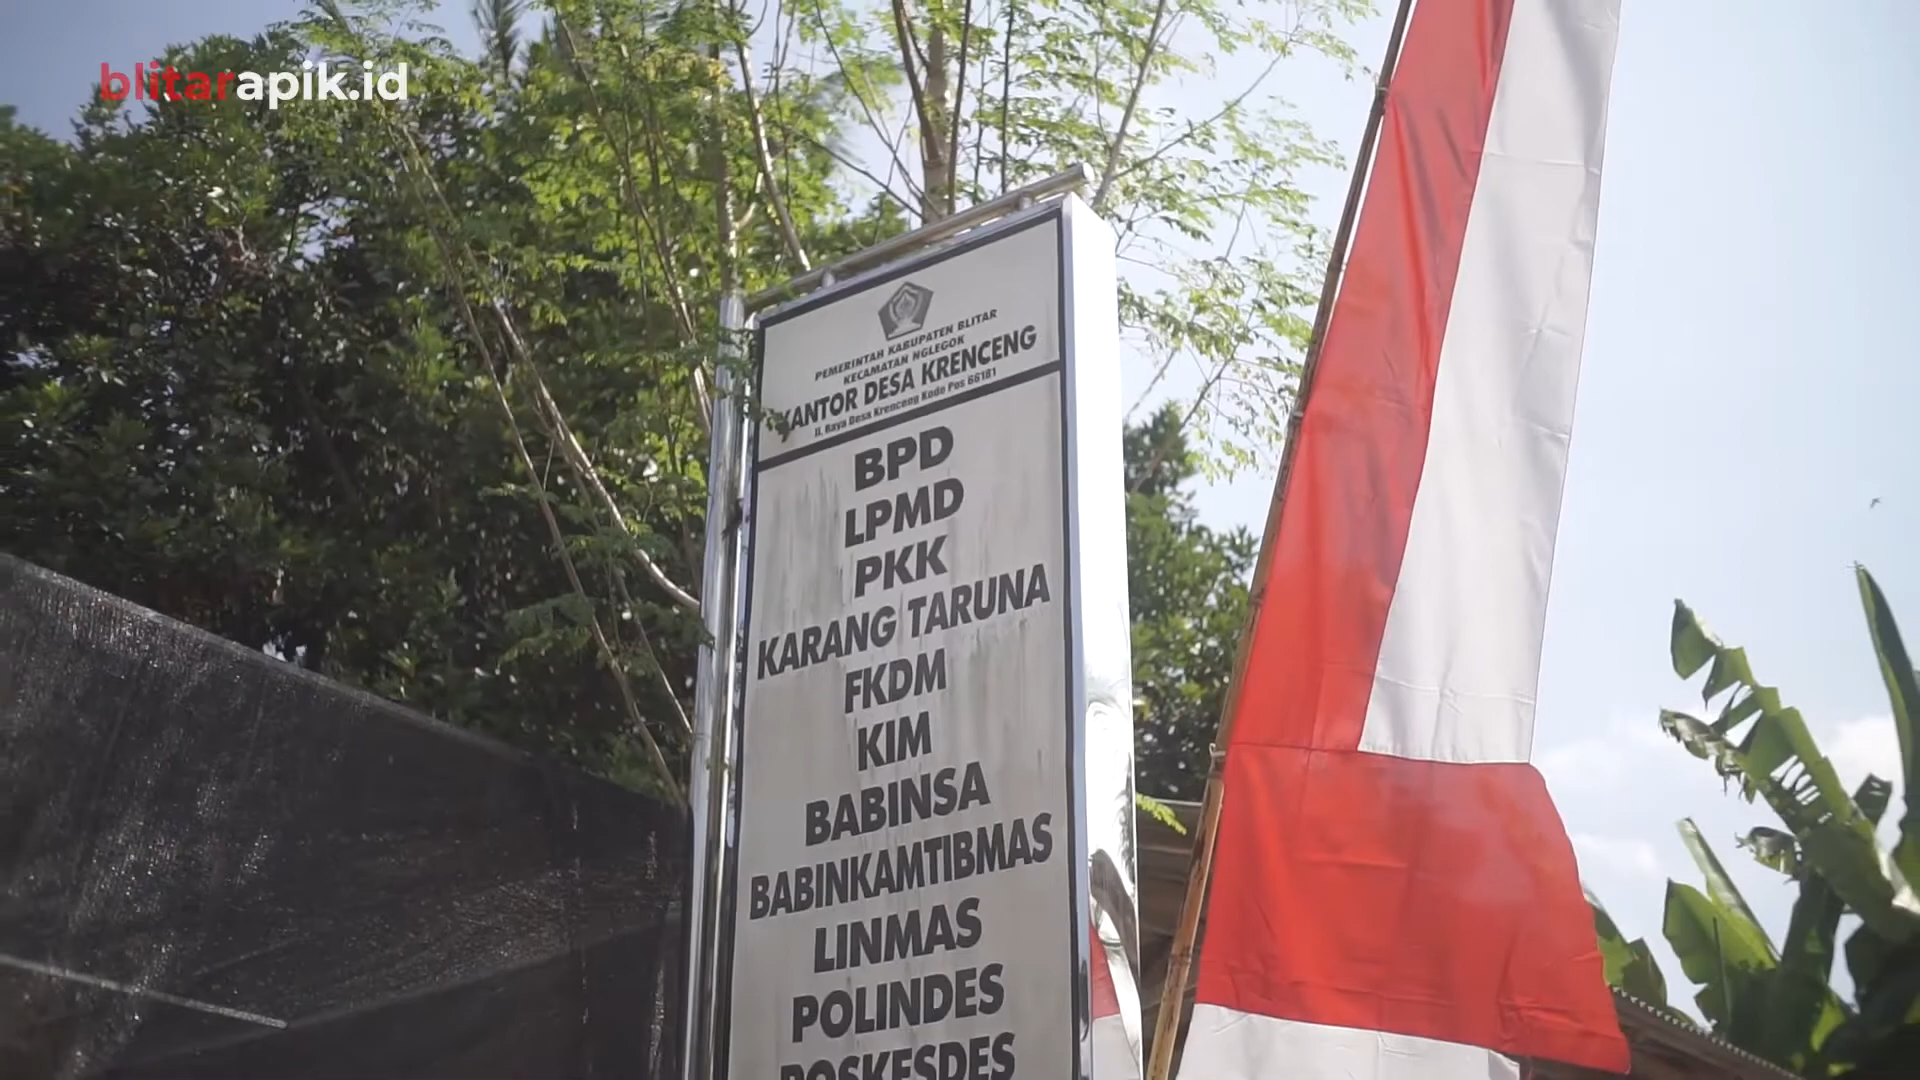 blitarapik.id
PEMERINTAH KABUPATEN BLITAR
KECAMATAN NGLEGOK
KANTOR DESA KRENCENG
Jl. Raya Desa Krenceng Kode Pos 66181
BPD
LPMD
PKK
KARANG TARUNA
FKDM
KIM
BABINSA
BABINKAMTIBMAS
LINMAS
POLINDES
POSKESDES